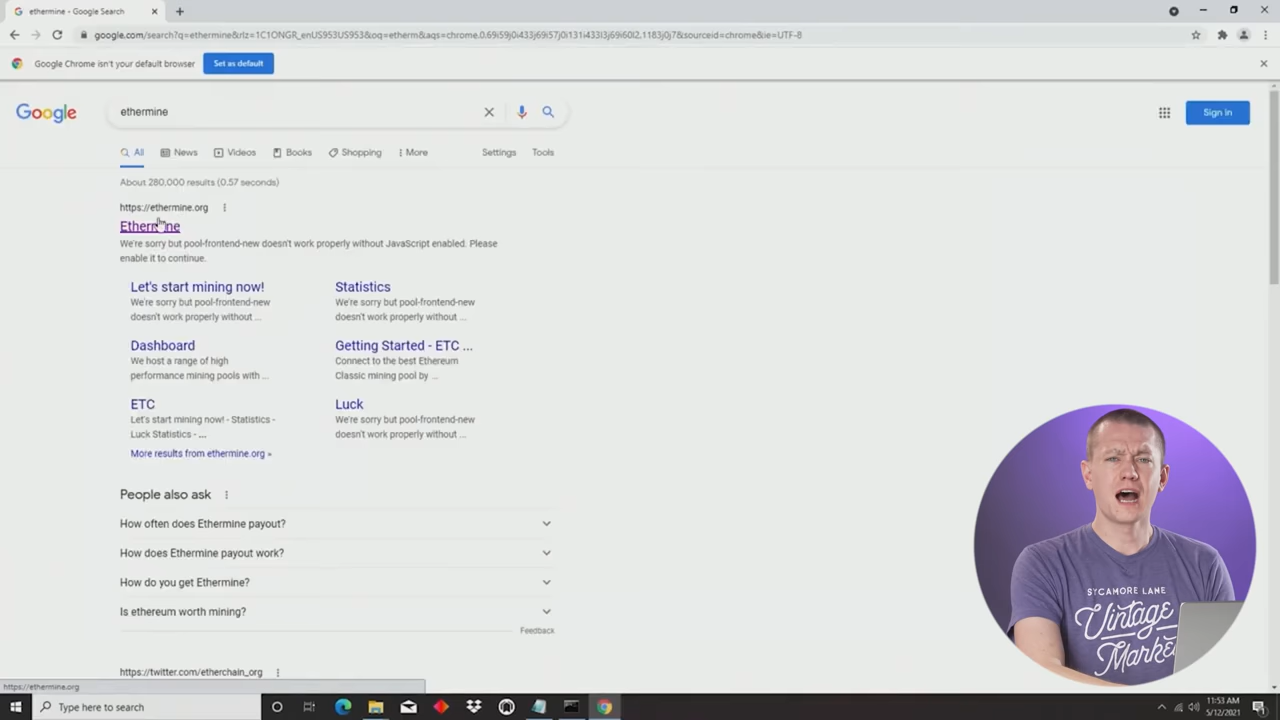 ethermine - Google Search
google.com/search?q=ethermine&rlz=1C1ONGR_enUS953US953&oq=etherm&aqs=chrome.0.69i59j0i433j69i57j0i131i433j3j69i60l2.1183j0j7&sourceid=chrome&ie=UTF-8
Google Chrome isn't your default browser
Set as default
Google
ethermine
Sign in
All
News
Videos
Books
Shopping
More
Settings
Tools
About 280,000 results (0.57 seconds)
https://ethermine.org
Ethermine
We're sorry but pool-frontend-new doesn't work properly without JavaScript enabled. Please
enable it to continue.
Let's start mining now!
We're sorry but pool-frontend-new
doesn't work properly without ...
Statistics
We're sorry but pool-frontend-new
doesn't work properly without ...
Dashboard
We host a range of high
performance mining pools with ...
Getting Started - ETC ...
Connect to the best Ethereum
Classic mining pool by ...
ETC
Let's start mining now! - Statistics -
Luck Statistics - ...
Luck
We're sorry but pool-frontend-new
doesn't work properly without ...
More results from ethermine.org »
People also ask
How often does Ethermine payout?
How does Ethermine payout work?
How do you get Ethermine?
Is ethereum worth mining?
Feedback
https://twitter.com/etherchain_org
https://ethermine.org
SYCAMORE LANE
Vintage
Market
Type here to search
11:53 AM
5/12/2021